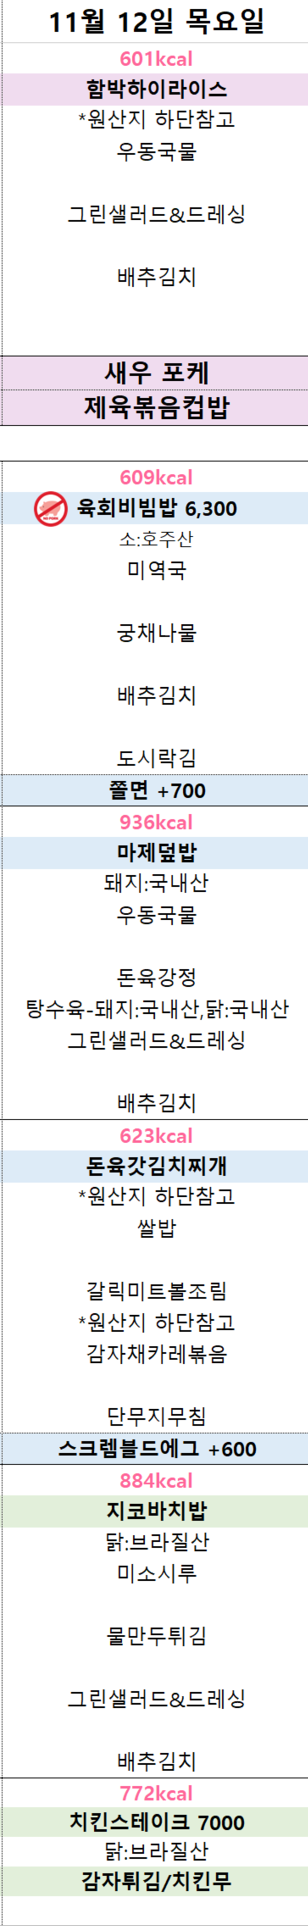 11월 12일 목요일
601kcal
함박하이라이스
*원산지 하단참고
우동국물
그린샐러드&드레싱
배추김치
새우 포케
제육볶음컵밥
609kcal
육회비빔밥 6,300
소:호주산
미역국
궁채나물
배추김치
도시락김
쫄면 +700
936kcal
마제덮밥
돼지:국내산
우동국물
돈육강정
탕수육-돼지:국내산,닭:국내산
그린샐러드&드레싱
배추김치
623kcal
돈육갓김치찌개
*원산지 하단참고
쌀밥
갈릭미트볼조림
*원산지 하단참고
감자채카레볶음
단무지무침
스크렘블드에그 +600
884kcal
지코바치밥
닭:브라질산
미소시루
물만두튀김
그린샐러드&드레싱
배추김치
772kcal
치킨스테이크 7000
닭:브라질산
감자튀김/치킨무